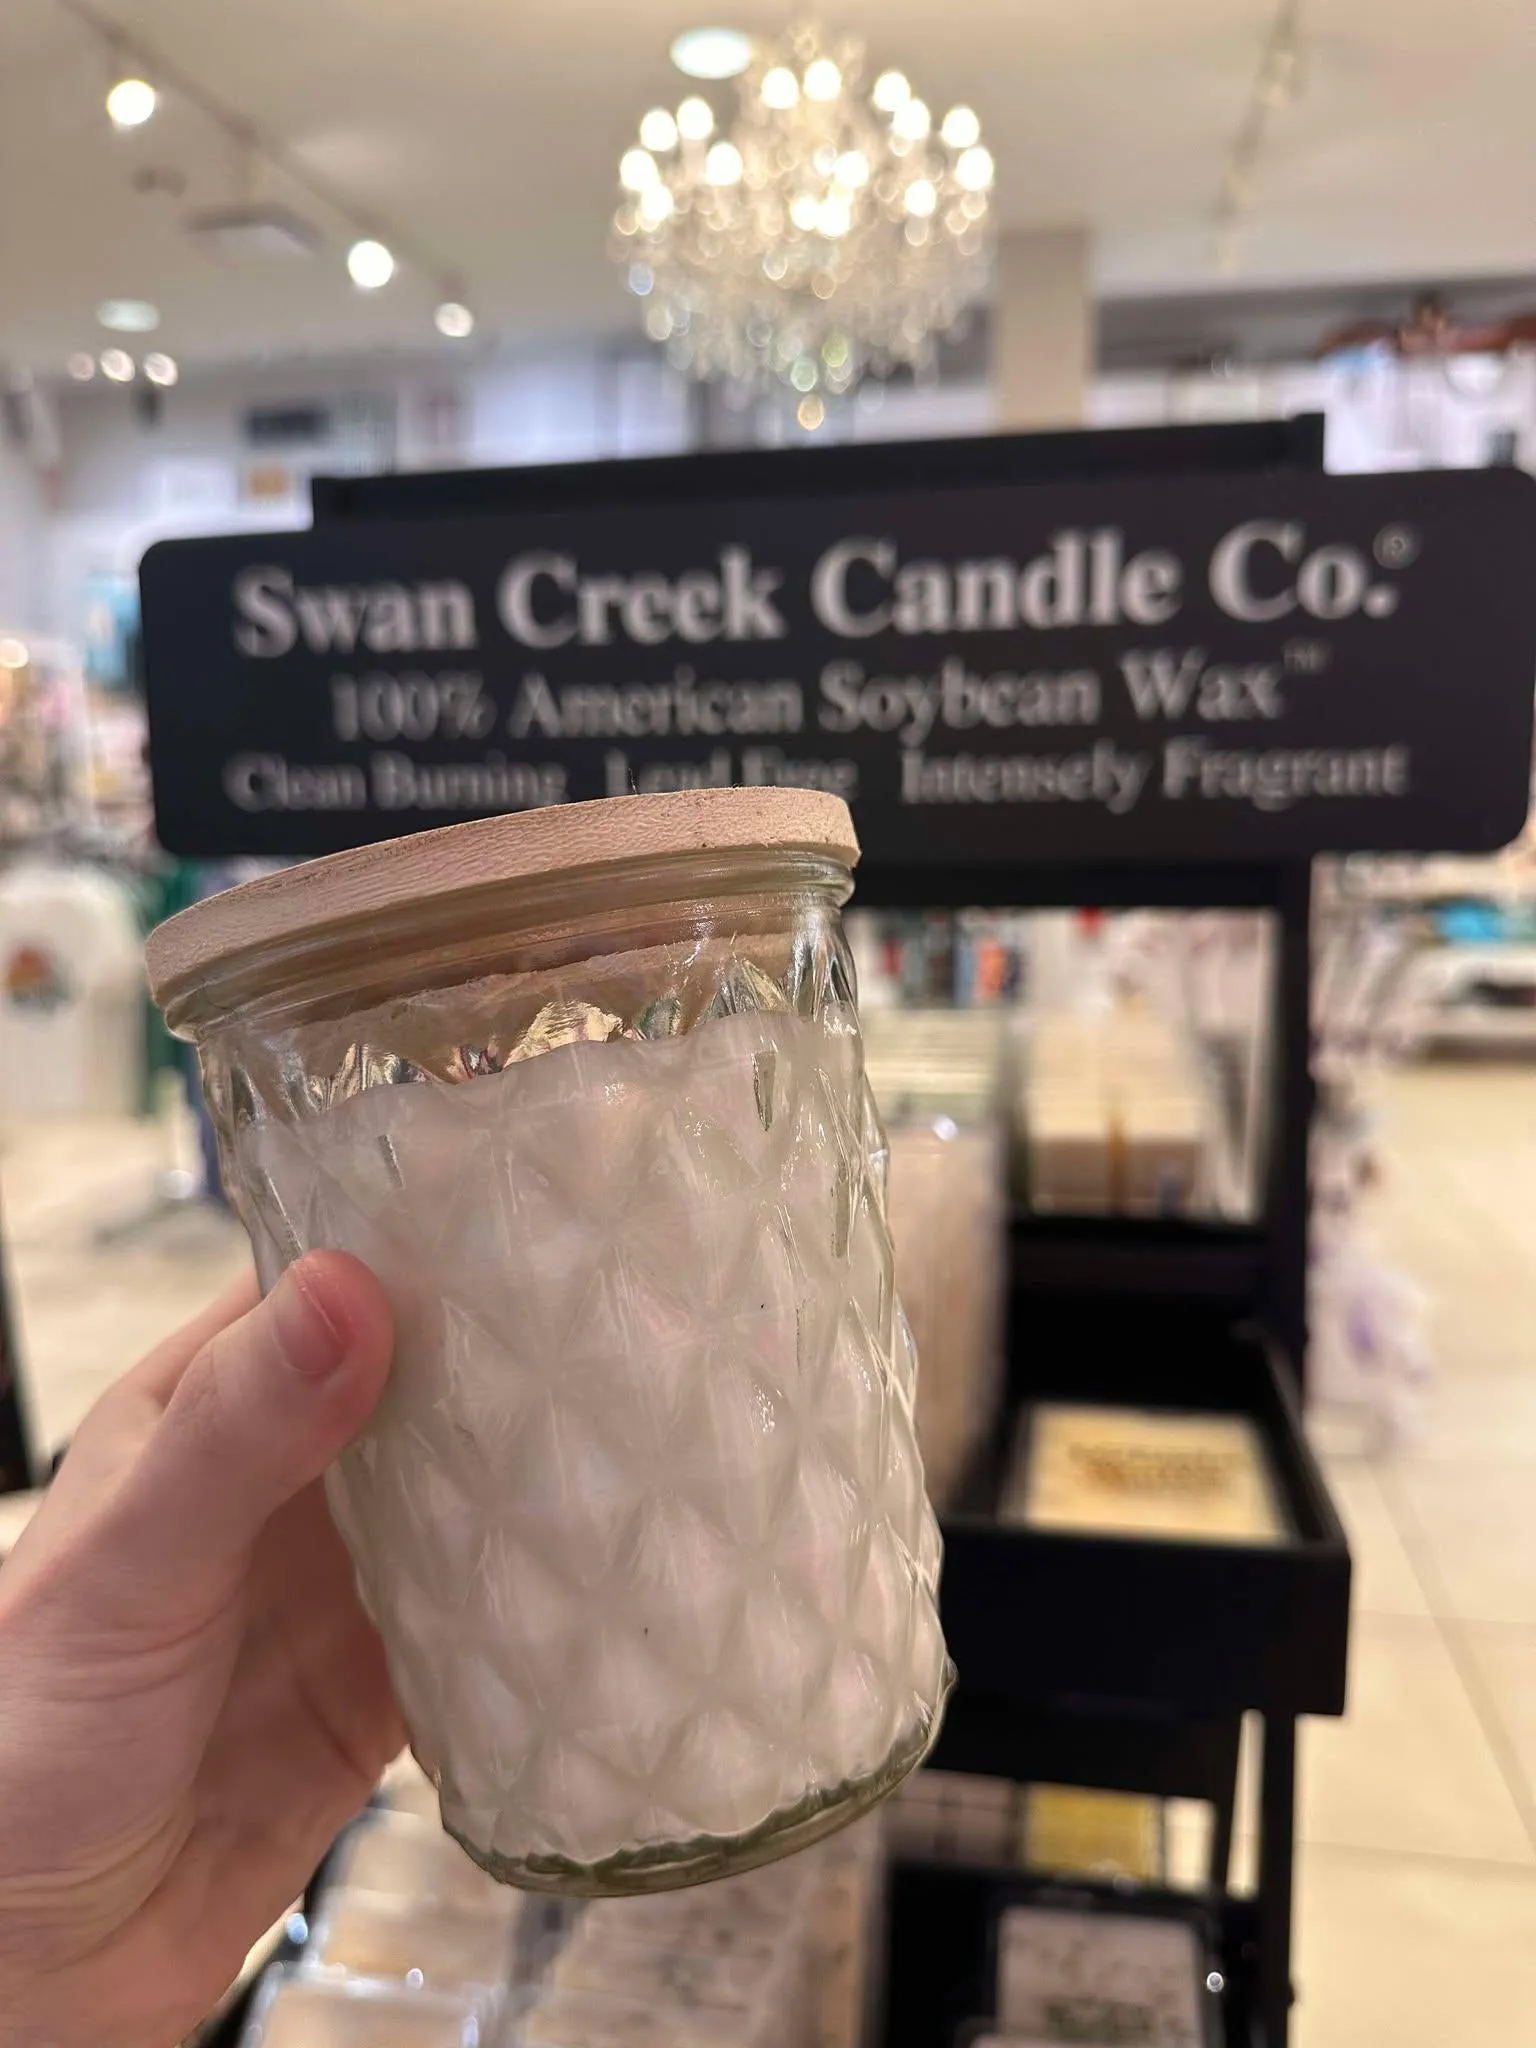 Swan Creek Candle Co.®
100% American Soybean Wax™
Clean Burning Lead Free Intensely Fragrant